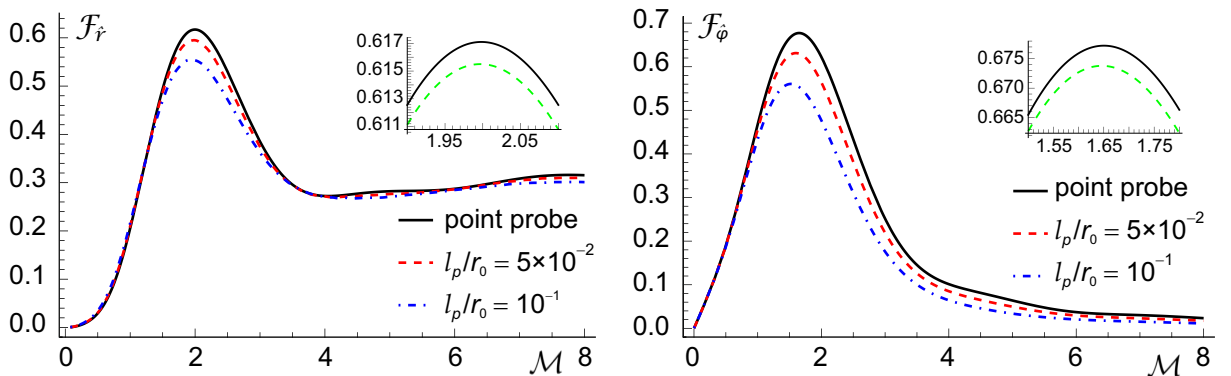 ℱ_r̂
0.6
0.5
0.4
0.3
0.2
0.1
0.0
0 2 4 6 8
ℳ
0.617
0.615
0.613
0.611
1.95 2.05
point probe
l_p/r_0 = 5×10^−2
l_p/r_0 = 10^−1
ℱ_φ̂
0.7
0.6
0.5
0.4
0.3
0.2
0.1
0.0
0 2 4 6 8
ℳ
0.675
0.670
0.665
1.55 1.65 1.75
point probe
l_p/r_0 = 5×10^−2
l_p/r_0 = 10^−1